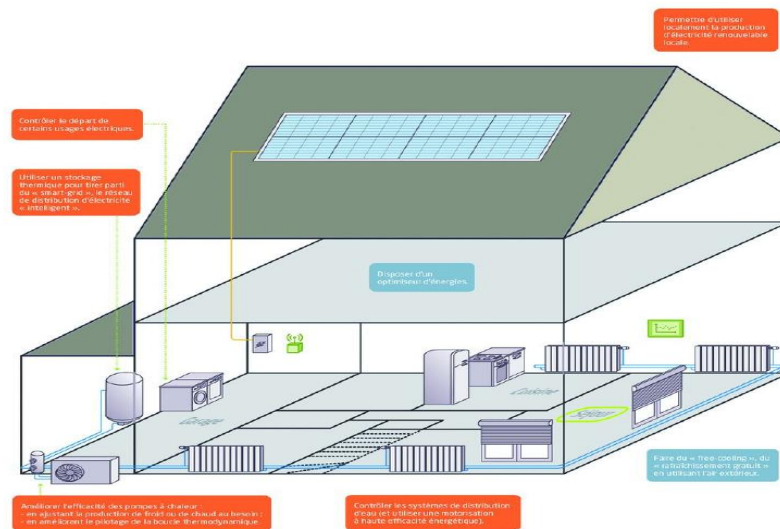 Permettre d'utiliser
localement la production
d'électricité renouvelable
locale.
Contrôler le départ de
certains usages électriques.
Utiliser un stockage
thermique pour tirer parti
du « smart-grid », le réseau
de distribution d'électricité
« intelligent ».
Disposer d'un
optimiseur d'énergies.
Garage
Cuisine
Séjour
Faire du « free-cooling », du
« rafraîchissement gratuit »
en utilisant l'air extérieur.
Améliorer l'efficacité des pompes à chaleur :
- en ajustant la production de froid ou de chaud au besoin ;
- en améliorant le pilotage de la boucle thermodynamique.
Contrôler les systèmes de distribution
d'eau (et utiliser une motorisation
à haute efficacité énergétique).